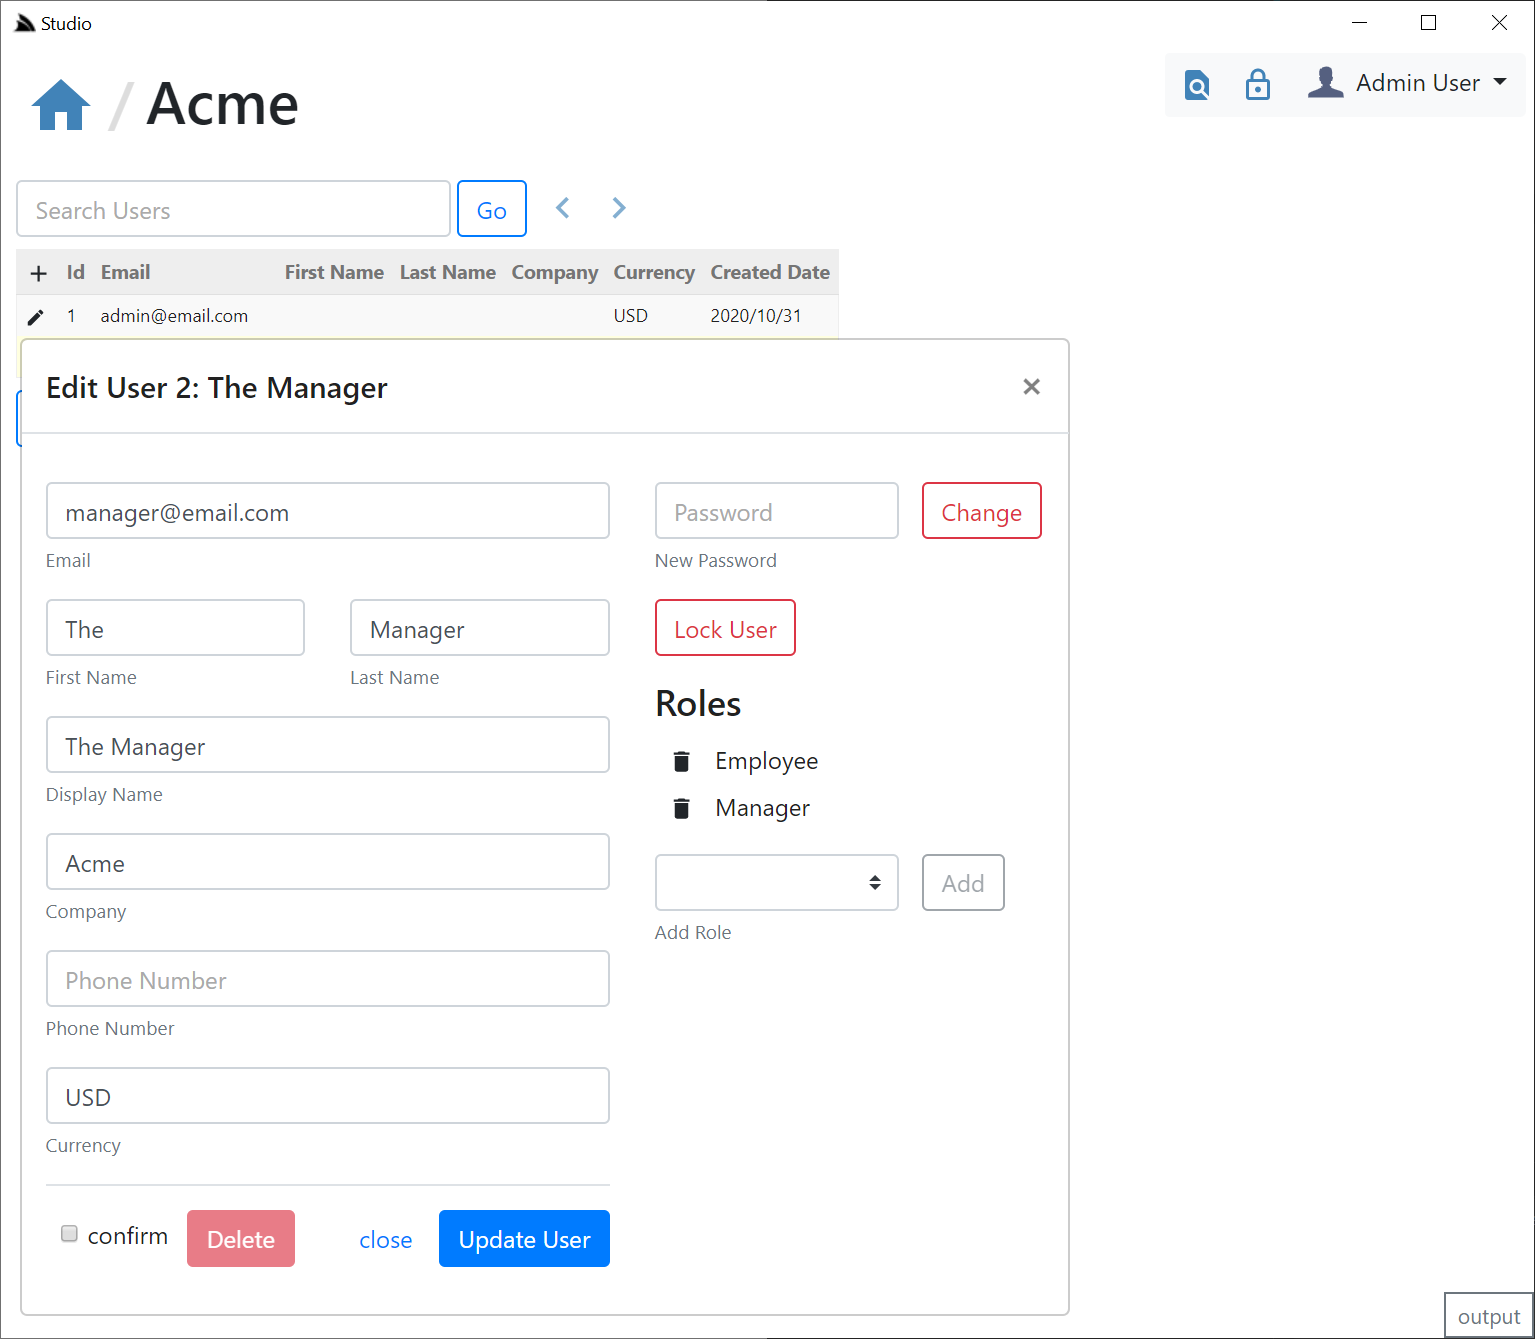 Studio
/ Acme
Admin User
Search Users
Go
Id Email First Name Last Name Company Currency Created Date
1 admin@email.com USD 2020/10/31
Edit User 2: The Manager
manager@email.com
Email
Password
New Password
Change
The
First Name
Manager
Last Name
Lock User
The Manager
Display Name
Roles
Employee
Manager
Acme
Company
Add
Add Role
Phone Number
Phone Number
USD
Currency
confirm
Delete
close
Update User
output